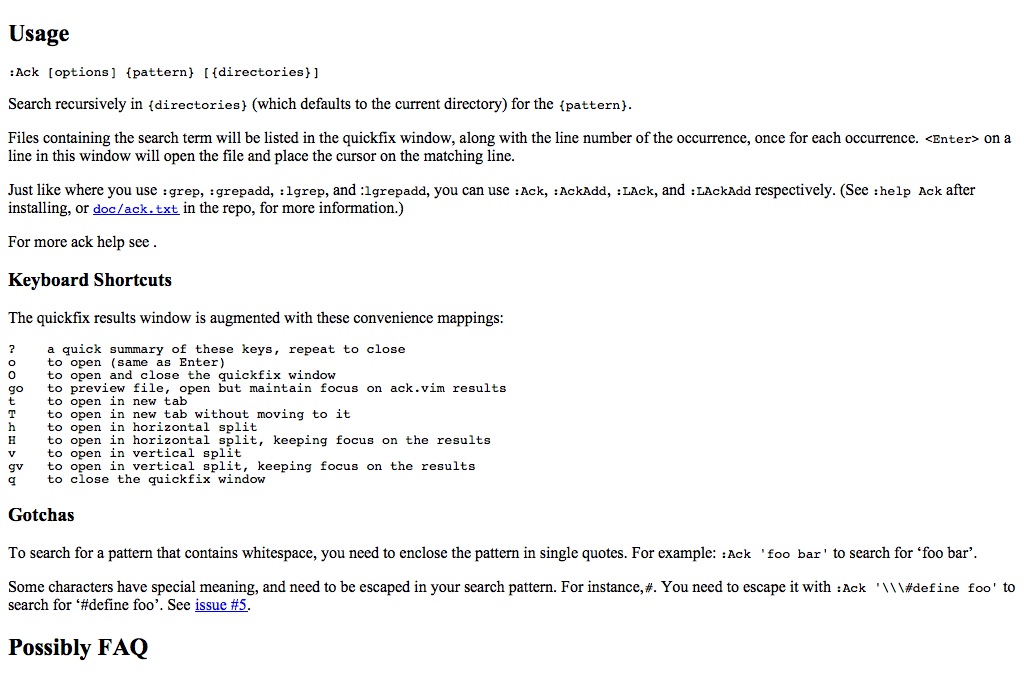 Usage
:Ack [options] {pattern} [{directories}]
Search recursively in {directories} (which defaults to the current directory) for the {pattern}.
Files containing the search term will be listed in the quickfix window, along with the line number of the occurrence, once for each occurrence. <Enter> on a
line in this window will open the file and place the cursor on the matching line.
Just like where you use :grep, :grepadd, :lgrep, and :lgrepadd, you can use :Ack, :AckAdd, :LAck, and :LAckAdd respectively. (See :help Ack after
installing, or doc/ack.txt in the repo, for more information.)
For more ack help see .
Keyboard Shortcuts
The quickfix results window is augmented with these convenience mappings:
?    a quick summary of these keys, repeat to close
o    to open (same as Enter)
O    to open and close the quickfix window
go   to preview file, open but maintain focus on ack.vim results
t    to open in new tab
T    to open in new tab without moving to it
h    to open in horizontal split
H    to open in horizontal split, keeping focus on the results
v    to open in vertical split
gv   to open in vertical split, keeping focus on the results
q    to close the quickfix window
Gotchas
To search for a pattern that contains whitespace, you need to enclose the pattern in single quotes. For example: :Ack 'foo bar' to search for ‘foo bar’.
Some characters have special meaning, and need to be escaped in your search pattern. For instance,#. You need to escape it with :Ack '\\\#define foo' to
search for ‘#define foo’. See issue #5.
Possibly FAQ